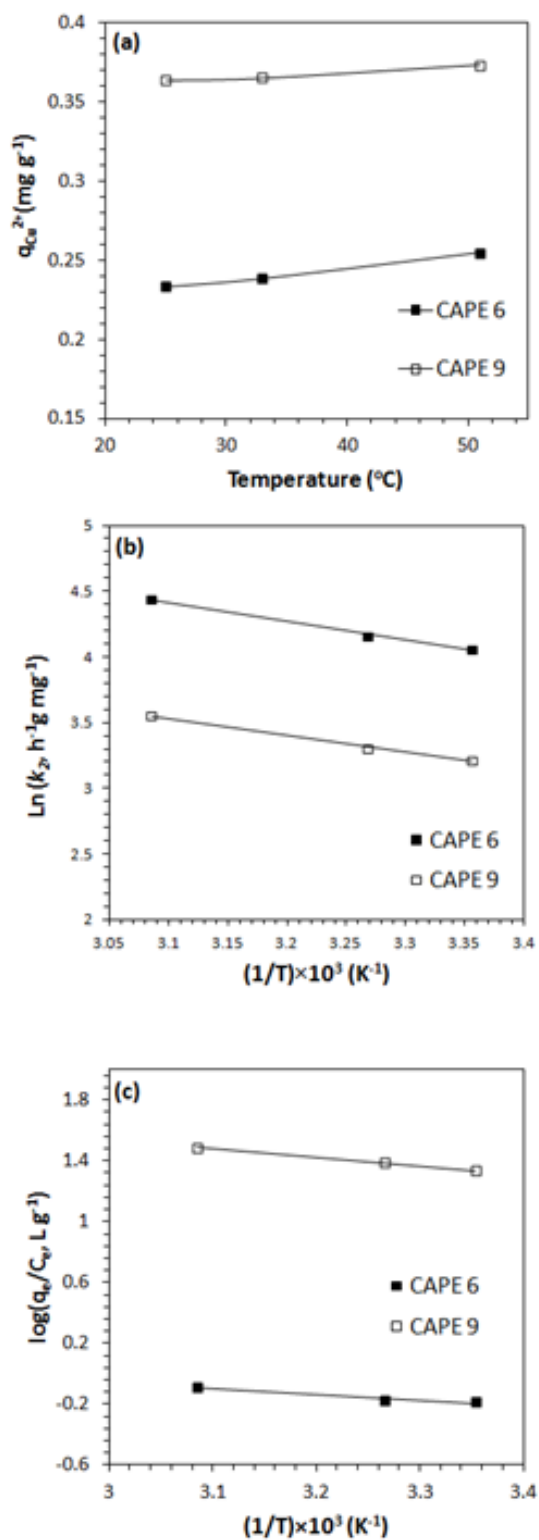 (a)
0.4
0.35
0.3
0.25
0.2
0.15
q_Cu^2+ (mg g^-1)
CAPE 6
CAPE 9
20 30 40 50
Temperature (°C)
(b)
5
4.5
4
3.5
3
2.5
2
Ln (k_2, h^-1g mg^-1)
CAPE 6
CAPE 9
3.05 3.1 3.15 3.2 3.25 3.3 3.35 3.4
(1/T)×10^3 (K^-1)
(c)
1.8
1.4
1
0.6
0.2
-0.2
-0.6
log(q_e/C_e, L g^-1)
CAPE 6
CAPE 9
3 3.1 3.2 3.3 3.4
(1/T)×10^3 (K^-1)